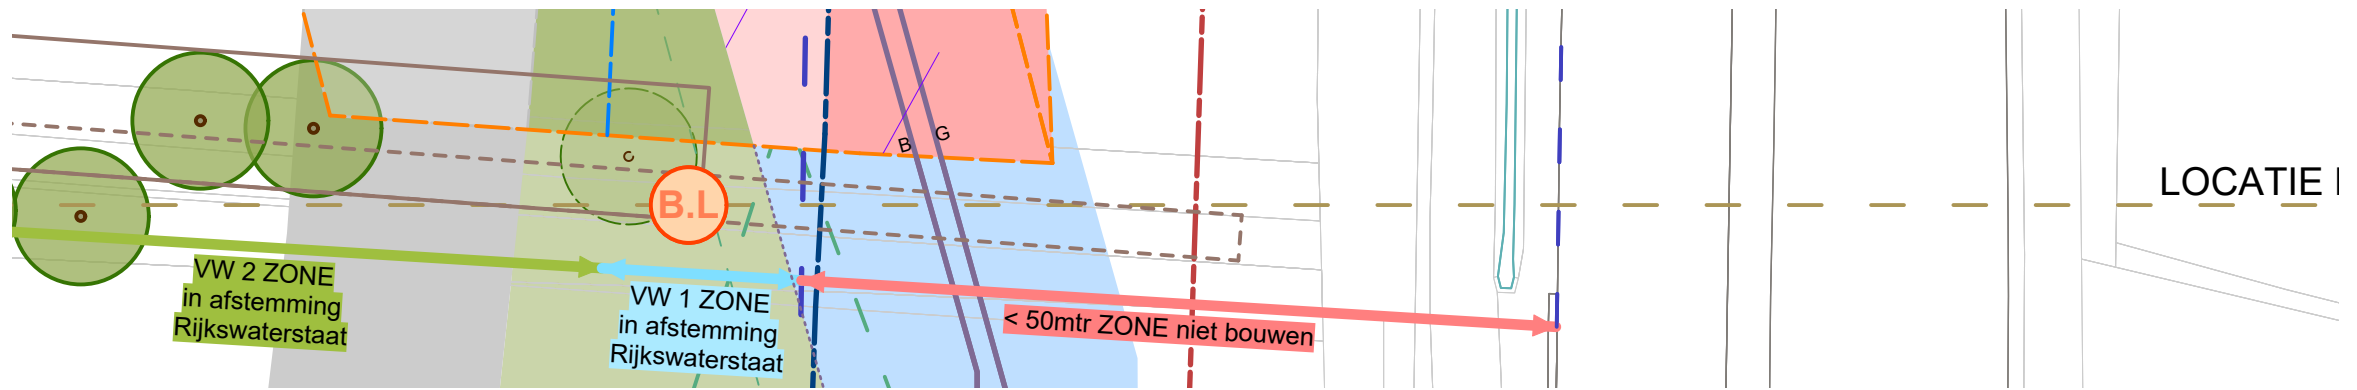 B G
LOCATIE
B.L
VW 2 ZONE
in afstemming
Rijkswaterstaat
VW 1 ZONE
in afstemming
Rijkswaterstaat
< 50mtr ZONE niet bouwen